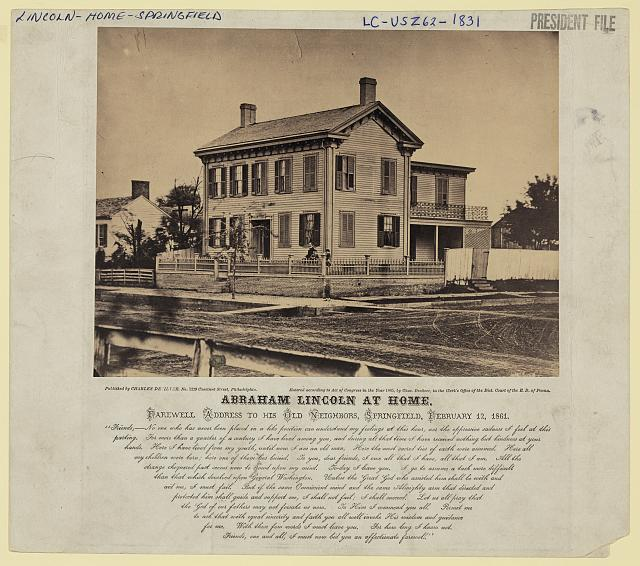 LINCOLN-HOME-SPRINGFIELD
LC-USZ62-1831
PRESIDENT FILE
Published by CHARLES DESILVER, No. 1229 Chestnut Street, Philadelphia.
Entered according to Act of Congress in the Year 1865, by Chas. Desilver, in the Clerk's Office of the Dist. Court of the E. D. of Penna.
ABRAHAM LINCOLN AT HOME.
FAREWELL ADDRESS TO HIS OLD NEIGHBORS, SPRINGFIELD, FEBRUARY 12, 1861.
"Friends,—No one who has never been placed in a like position can understand my feelings at this hour, nor the oppressive sadness I feel at this
parting. For more than a quarter of a century I have lived among you, and during all that time I have received nothing but kindness at your
hands. Here I have lived from my youth, until now I am an old man. Here the most sacred ties of earth were assumed. Here all
my children were born; here one of them lies buried. To you, dear friends, I owe all that I have, all that I am. All the
strange chequered past seems now to crowd upon my mind. To-day I leave you. I go to assume a task more difficult
than that which devolved upon General Washington. Unless the Great God who assisted him shall be with and
aid me, I must fail. But if the same Omniscient mind and the same Almighty arm that directed and
protected him shall guide and support me, I shall not fail; I shall succeed. Let us all pray that
the God of our fathers may not forsake us now. To Him I commend you all. Permit me
to ask that with equal sincerity and faith you all will invoke His wisdom and guidance
for me. With these few words I must leave you. For how long I know not.
Friends, one and all, I must now bid you an affectionate farewell."